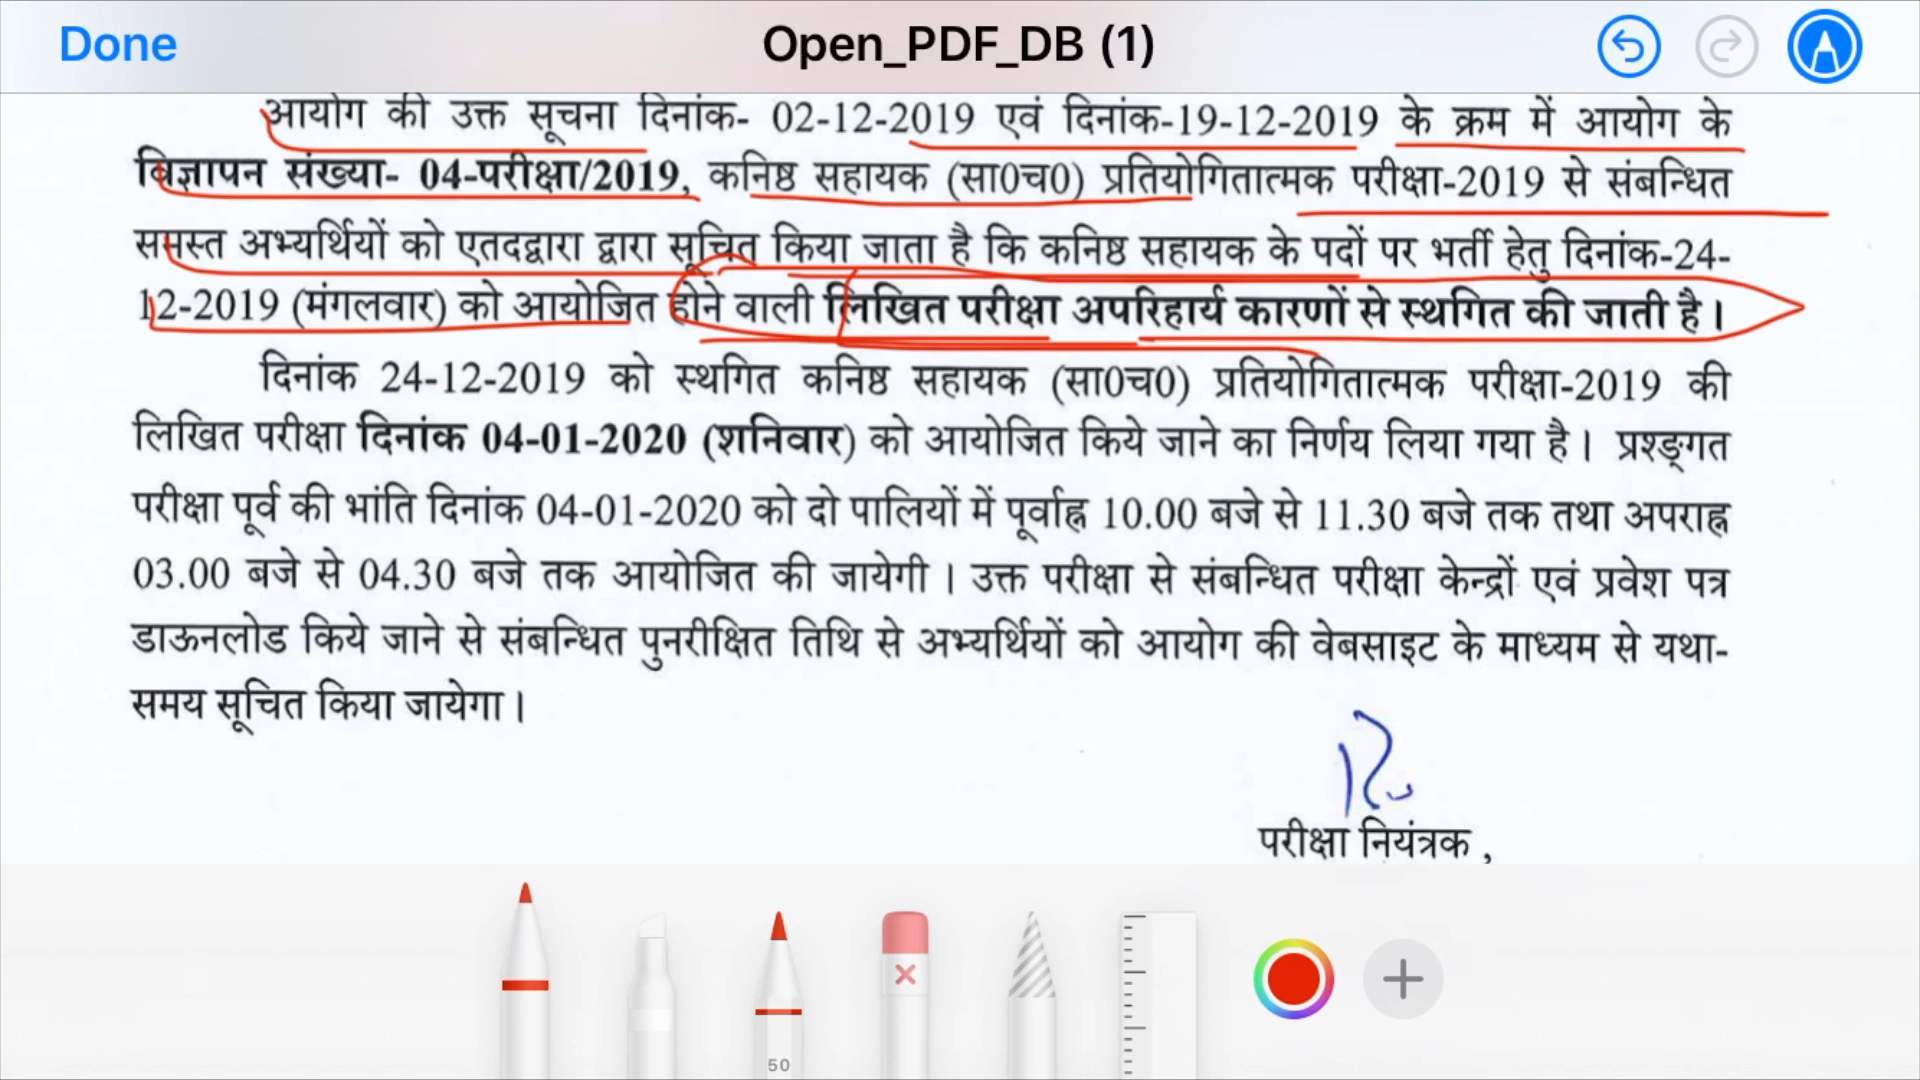 Done
Open_PDF_DB (1)
आयोग की उक्त सूचना दिनांक- 02-12-2019 एवं दिनांक-19-12-2019 के क्रम में आयोग के
विज्ञापन संख्या- 04-परीक्षा/2019, कनिष्ठ सहायक (सा0च0) प्रतियोगितात्मक परीक्षा-2019 से संबन्धित
समस्त अभ्यर्थियों को एतदद्वारा द्वारा सूचित किया जाता है कि कनिष्ठ सहायक के पदों पर भर्ती हेतु दिनांक-24-
12-2019 (मंगलवार) को आयोजित होने वाली लिखित परीक्षा अपरिहार्य कारणों से स्थगित की जाती है।
दिनांक 24-12-2019 को स्थगित कनिष्ठ सहायक (सा0च0) प्रतियोगितात्मक परीक्षा-2019 की
लिखित परीक्षा दिनांक 04-01-2020 (शनिवार) को आयोजित किये जाने का निर्णय लिया गया है। प्रश्ङ्गत
परीक्षा पूर्व की भांति दिनांक 04-01-2020 को दो पालियों में पूर्वाह्न 10.00 बजे से 11.30 बजे तक तथा अपराह्न
03.00 बजे से 04.30 बजे तक आयोजित की जायेगी। उक्त परीक्षा से संबन्धित परीक्षा केन्द्रों एवं प्रवेश पत्र
डाऊनलोड किये जाने से संबन्धित पुनरीक्षित तिथि से अभ्यर्थियों को आयोग की वेबसाइट के माध्यम से यथा-
समय सूचित किया जायेगा।
परीक्षा नियंत्रक,
50